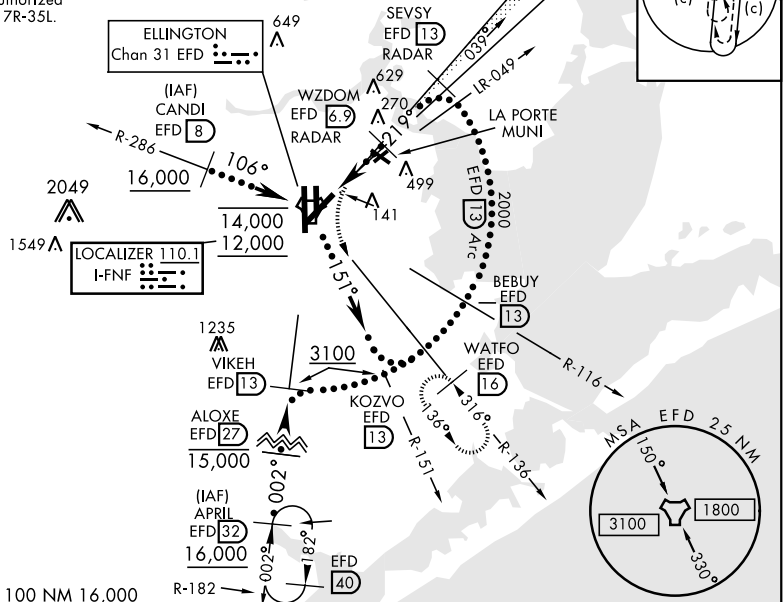 7R-35L.
ELLINGTON
Chan 31 EFD
649
(IAF)
CANDI
EFD 8
R-286
106°
16,000
2049
1549
14,000
12,000
LOCALIZER 110.1
I-FNF
SEVSY
EFD 13
RADAR
039°
LR-049
WZDOM
EFD 6.9
RADAR
629
270
219°
LA PORTE
MUNI
499
141
EFD 13 Arc
2000
151°
BEBUY
EFD
13
R-116
1235
VIKEH
EFD 13
3100
WATFO
EFD
16
KOZVO
EFD
13
R-151
136°
316°
R-136
ALOXE
EFD 27
15,000
002°
(IAF)
APRIL
EFD 32
16,000
002°
182°
R-182
EFD
40
100 NM 16,000
MSA EFD 25 NM
150°
3100
1800
330°
(c)
(c)